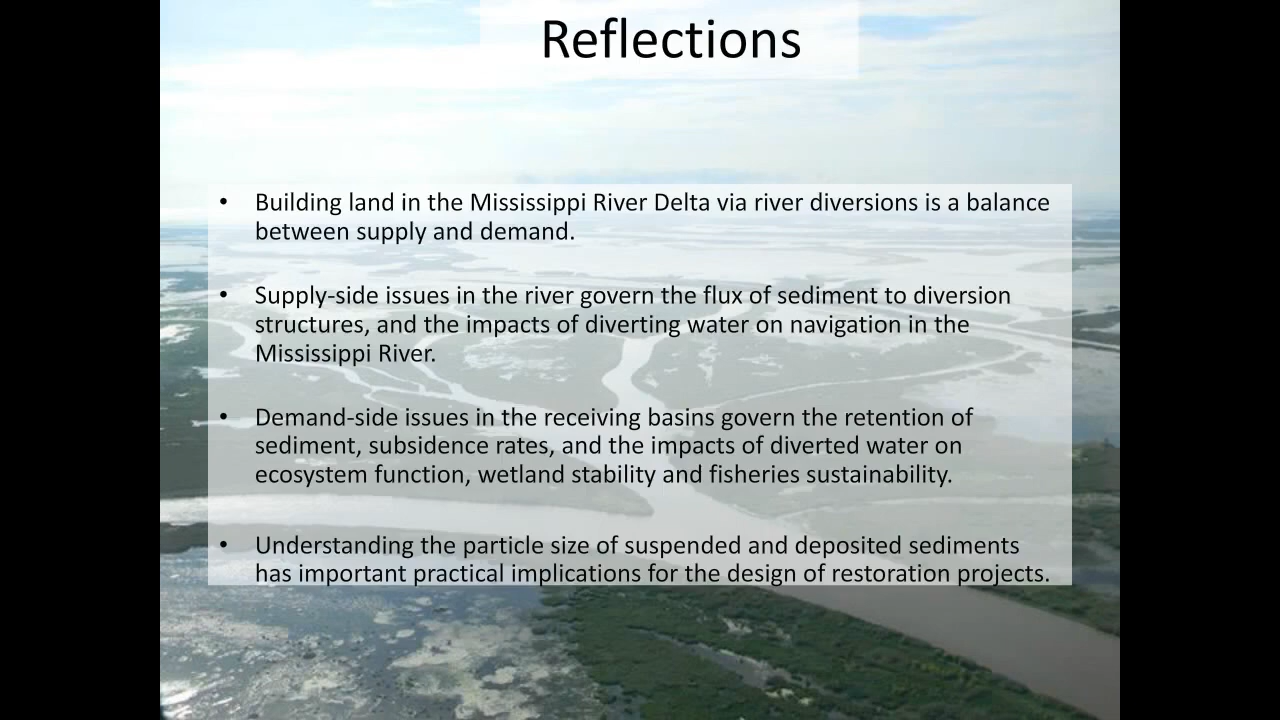 Reflections
• Building land in the Mississippi River Delta via river diversions is a balance
between supply and demand.
• Supply-side issues in the river govern the flux of sediment to diversion
structures, and the impacts of diverting water on navigation in the
Mississippi River.
• Demand-side issues in the receiving basins govern the retention of
sediment, subsidence rates, and the impacts of diverted water on
ecosystem function, wetland stability and fisheries sustainability.
• Understanding the particle size of suspended and deposited sediments
has important practical implications for the design of restoration projects.